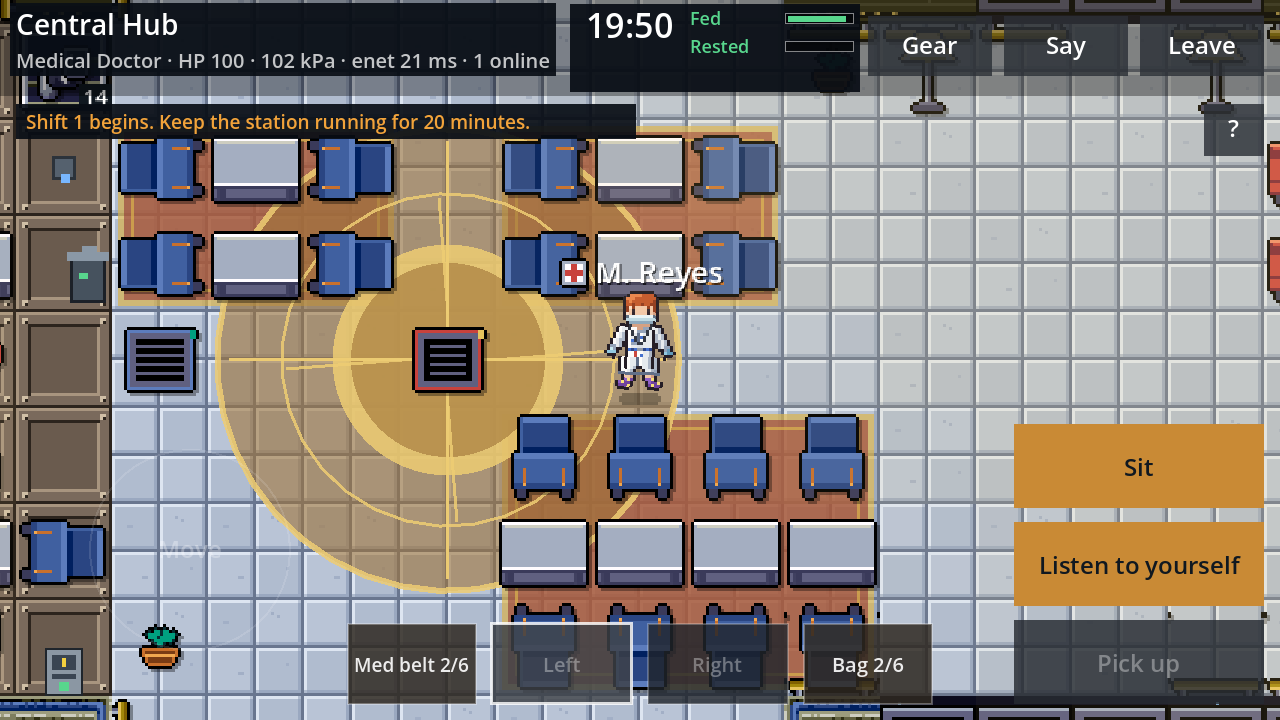 Central Hub
Medical Doctor · HP 100 · 102 kPa · enet 21 ms · 1 online
19:50
Fed
Rested
Gear
Say
Leave
14
Shift 1 begins. Keep the station running for 20 minutes.
?
M. Reyes
Sit
Move
Listen to yourself
Med belt 2/6
Left
Right
Bag 2/6
Pick up